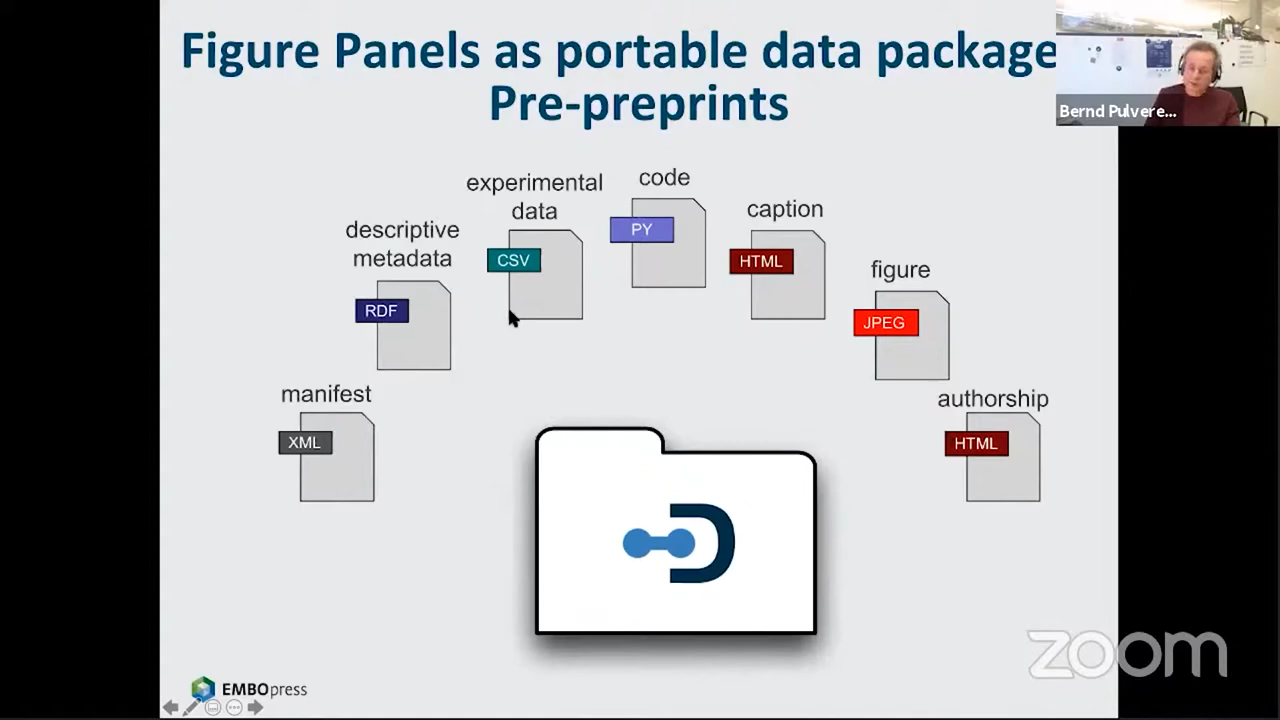 Figure Panels as portable data package
Pre-preprints
Bernd Pulvere...
experimental
data
code
caption
descriptive
metadata
figure
manifest
authorship
RDF
CSV
PY
HTML
JPEG
XML
HTML
EMBOpress
zoom